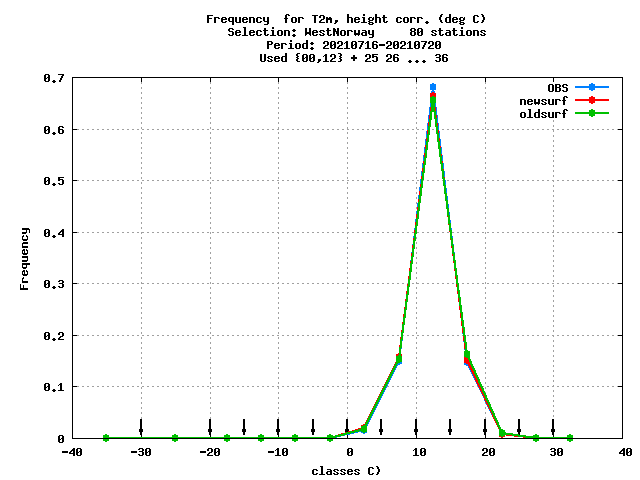 Frequency  for T2m, height corr. (deg C)
Selection: WestNorway     80 stations
Period: 20210716-20210720
Used {00,12} + 25 26 ... 36
OBS
newsurf
oldsurf
0.7
0.6
0.5
0.4
0.3
0.2
0.1
0
Frequency
-40 -30 -20 -10 0 10 20 30 40
classes C)